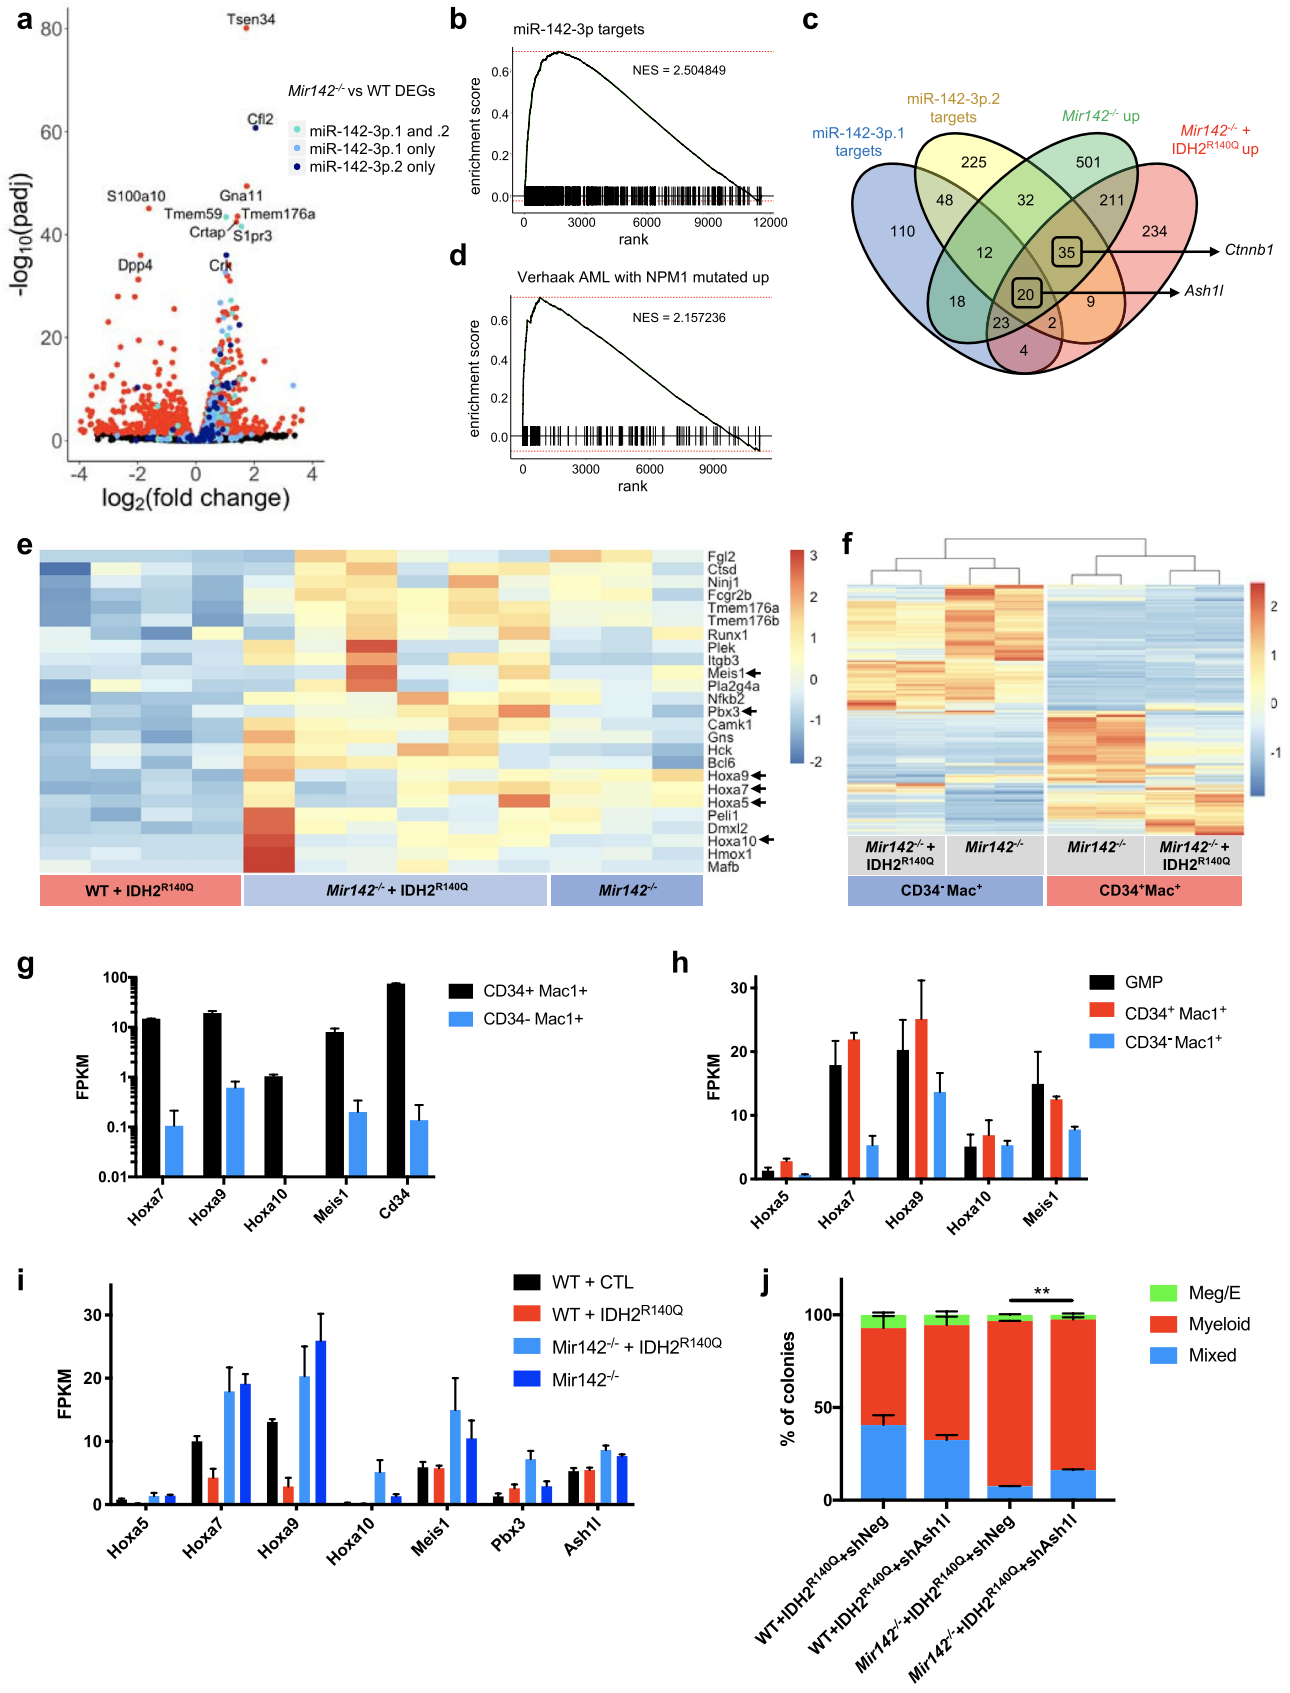 a
80
60
40
20
0
-log10(padj)
-4 -2 0 2 4
log2(fold change)
Tsen34
Cfl2
S100a10
Gna11
Tmem59
Tmem176a
Crtap
S1pr3
Dpp4
Crk
Mir142-/- vs WT DEGs
miR-142-3p.1 and .2
miR-142-3p.1 only
miR-142-3p.2 only
b
miR-142-3p targets
NES = 2.504849
enrichment score
0.6
0.4
0.2
0.0
0 3000 6000 9000 12000
rank
c
miR-142-3p.1
targets
miR-142-3p.2
targets
Mir142-/- up
Mir142-/- +
IDH2R140Q up
225
501
48
32
211
110
234
12
35
Ctnnb1
20
Ash1l
18
9
23
2
4
d
Verhaak AML with NPM1 mutated up
NES = 2.157236
enrichment score
0.6
0.4
0.2
0.0
0 3000 6000 9000
rank
e
Fgl2
Ctsd
Ninj1
Fcgr2b
Tmem176a
Tmem176b
Runx1
Plek
Itgb3
Meis1
Pla2g4a
Nfkb2
Pbx3
Camk1
Gns
Hck
Bcl6
Hoxa9
Hoxa7
Hoxa5
Peli1
Dmxl2
Hoxa10
Hmox1
Mafb
3
2
1
0
-1
-2
WT + IDH2R140Q
Mir142-/- + IDH2R140Q
Mir142-/-
f
2
1
0
-1
Mir142-/- +
IDH2R140Q
Mir142-/-
Mir142-/-
Mir142-/- +
IDH2R140Q
CD34- Mac+
CD34+Mac+
g
FPKM
100
10
1
0.1
0.01
Hoxa7
Hoxa9
Hoxa10
Meis1
Cd34
CD34+ Mac1+
CD34- Mac1+
h
FPKM
30
20
10
0
Hoxa5
Hoxa7
Hoxa9
Hoxa10
Meis1
GMP
CD34+ Mac1+
CD34- Mac1+
i
FPKM
30
20
10
0
Hoxa5
Hoxa7
Hoxa9
Hoxa10
Meis1
Pbx3
Ash1l
WT + CTL
WT + IDH2R140Q
Mir142-/- + IDH2R140Q
Mir142-/-
j
% of colonies
100
50
0
**
Meg/E
Myeloid
Mixed
WT+IDH2R140Q+shNeg
WT+IDH2R140Q+shAsh1l
Mir142-/-+IDH2R140Q+shNeg
Mir142-/-+IDH2R140Q+shAsh1l